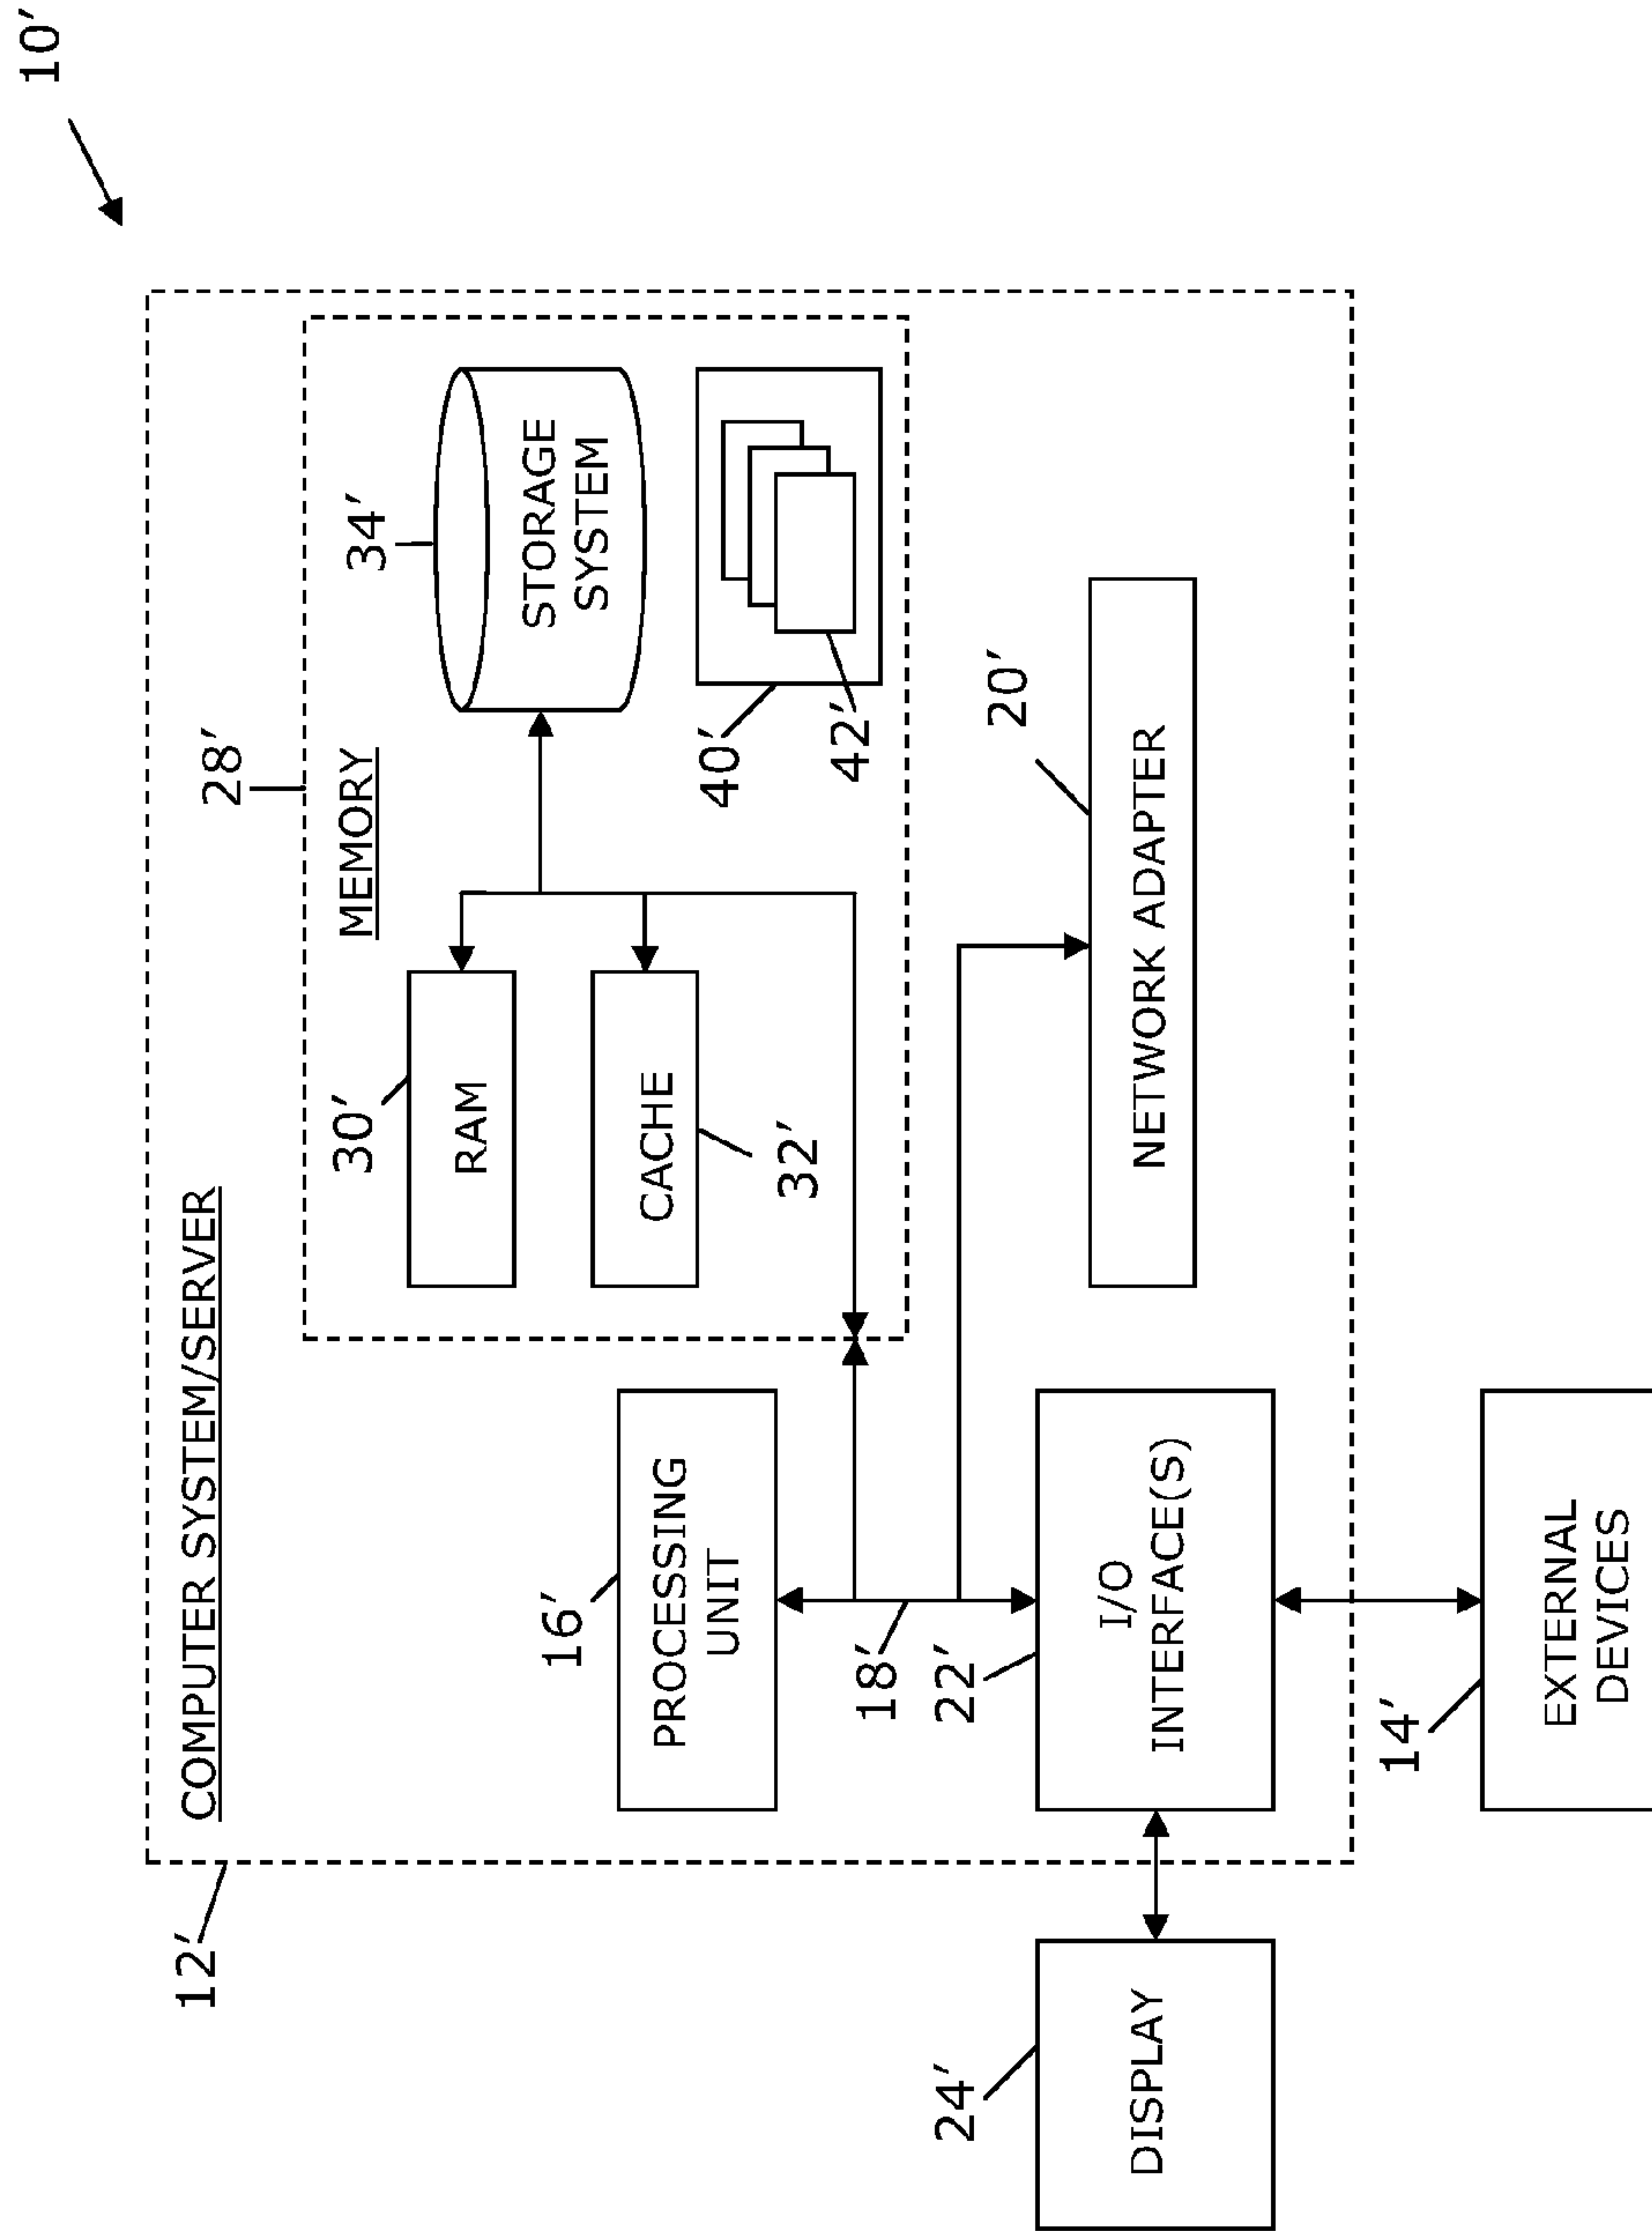 10′
12′
COMPUTER SYSTEM/SERVER
28′
MEMORY
30′
RAM
34′
STORAGE
SYSTEM
16′
PROCESSING
UNIT
CACHE
32′
40′
42′
18′
24′
22′
20′
DISPLAY
I/O
INTERFACE(S)
NETWORK ADAPTER
14′
EXTERNAL
DEVICES